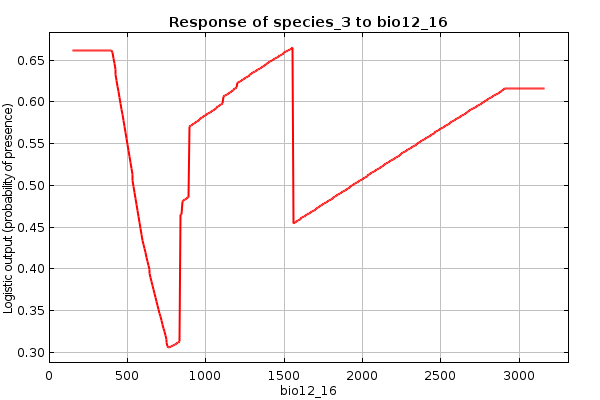 Response of species_3 to bio12_16
Logistic output (probability of presence)
0.65
0.60
0.55
0.50
0.45
0.40
0.35
0.30
0 500 1000 1500 2000 2500 3000
bio12_16